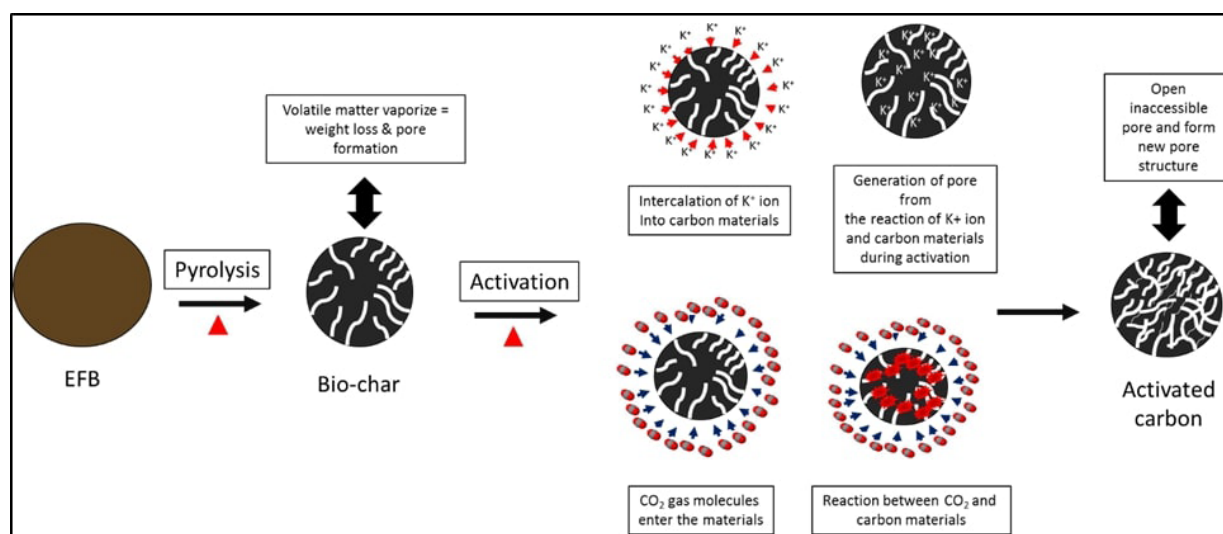 EFB
Pyrolysis
Volatile matter vaporize =
weight loss & pore
formation
Bio-char
Activation
K⁺ K⁺ K⁺ K⁺ K⁺ K⁺ K⁺ K⁺ K⁺ K⁺ K⁺ K⁺ K⁺ K⁺ K⁺ K⁺ K⁺ K⁺
Intercalation of K⁺ ion
Into carbon materials
K⁺ K⁺ K⁺ K⁺ K⁺ K⁺ K⁺ K⁺ K⁺ K⁺ K⁺
Generation of pore
from
the reaction of K+ ion
and carbon materials
during activation
CO₂ gas molecules
enter the materials
Reaction between CO₂ and
carbon materials
Open
inaccessible
pore and form
new pore
structure
Activated
carbon